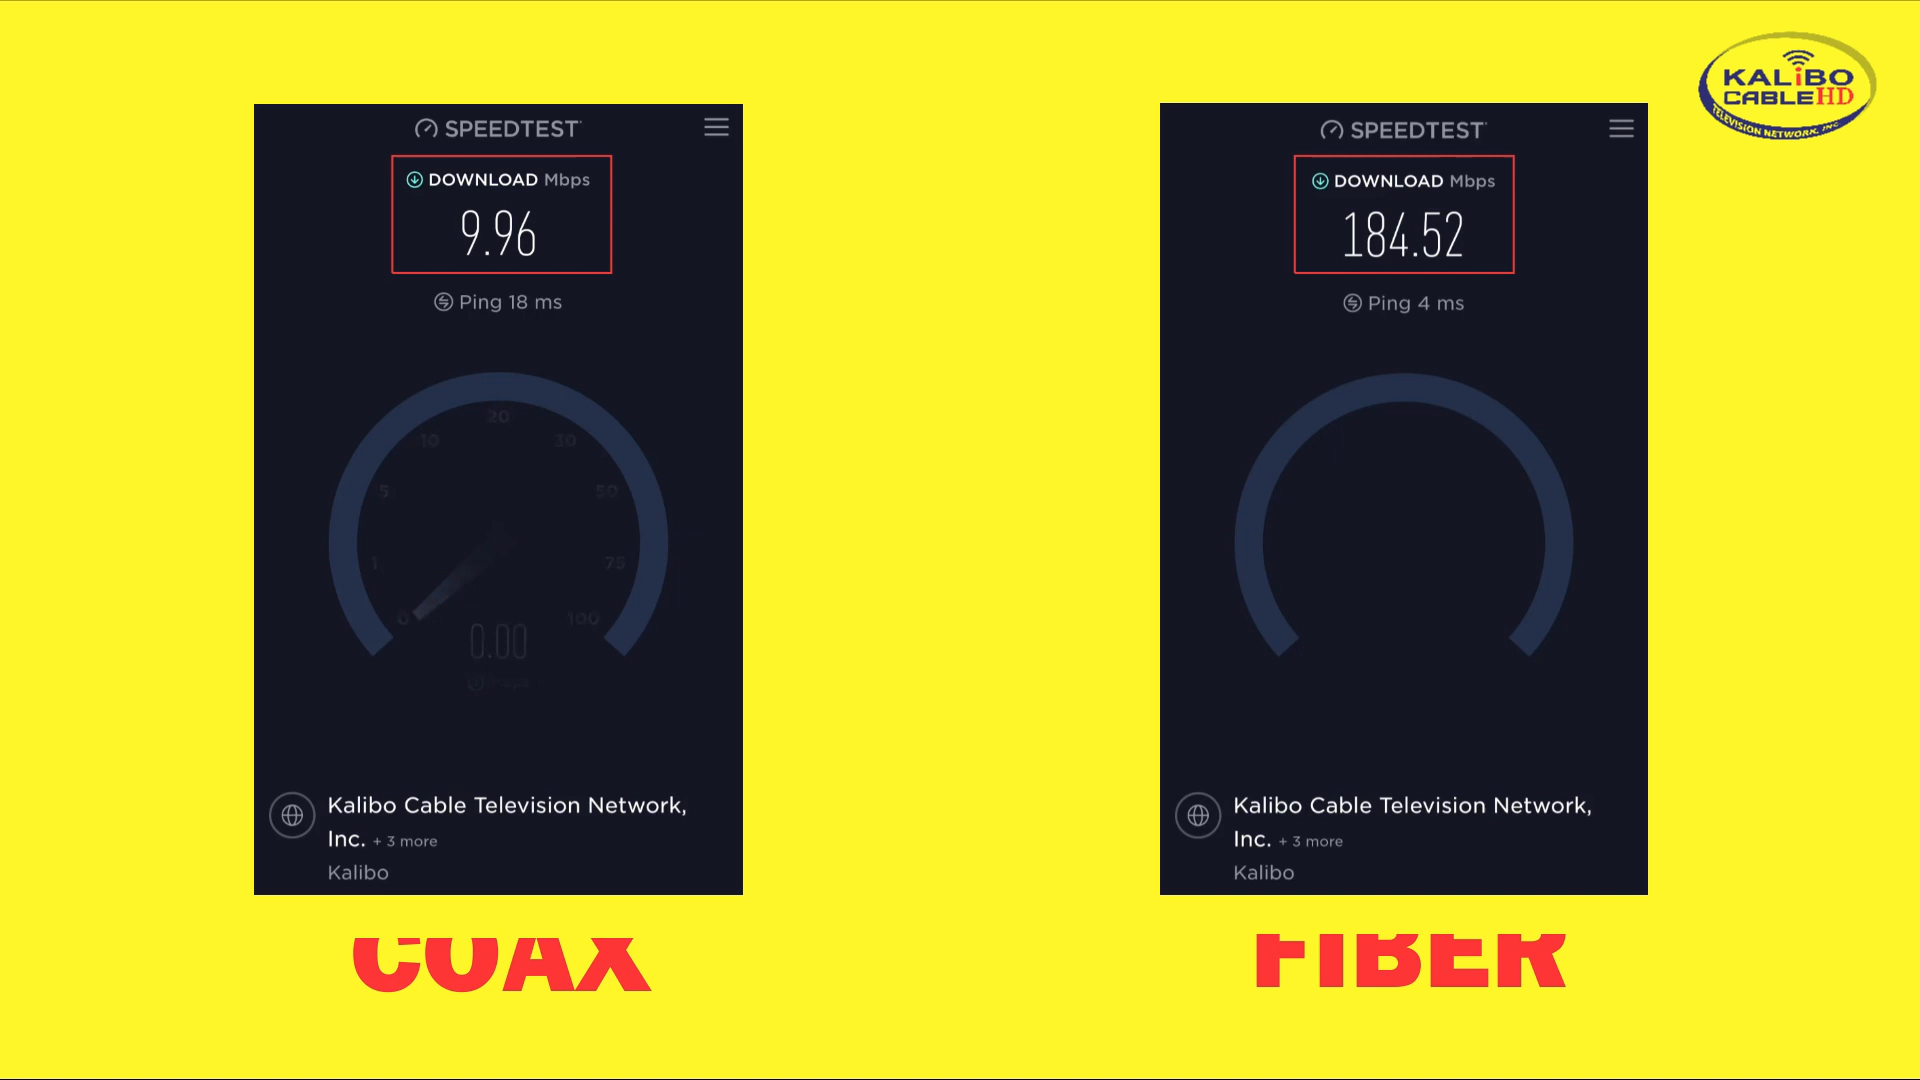 KALiBO
CABLEHD
TELEVISION NETWORK, INC.
SPEEDTEST
DOWNLOAD Mbps
9.96
Ping 18 ms
20
10
30
5
50
1
75
0
100
0.00
Mbps
Kalibo Cable Television Network,
Inc. + 3 more
Kalibo
COAX
SPEEDTEST
DOWNLOAD Mbps
184.52
Ping 4 ms
Kalibo Cable Television Network,
Inc. + 3 more
Kalibo
FIBER